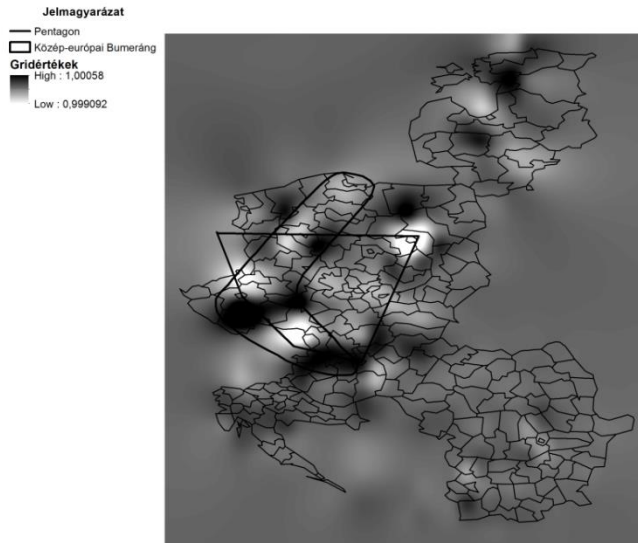 Jelmagyarázat
Pentagon
Közép-európai Bumeráng
Gridértékek
High : 1,00058
Low : 0,999092